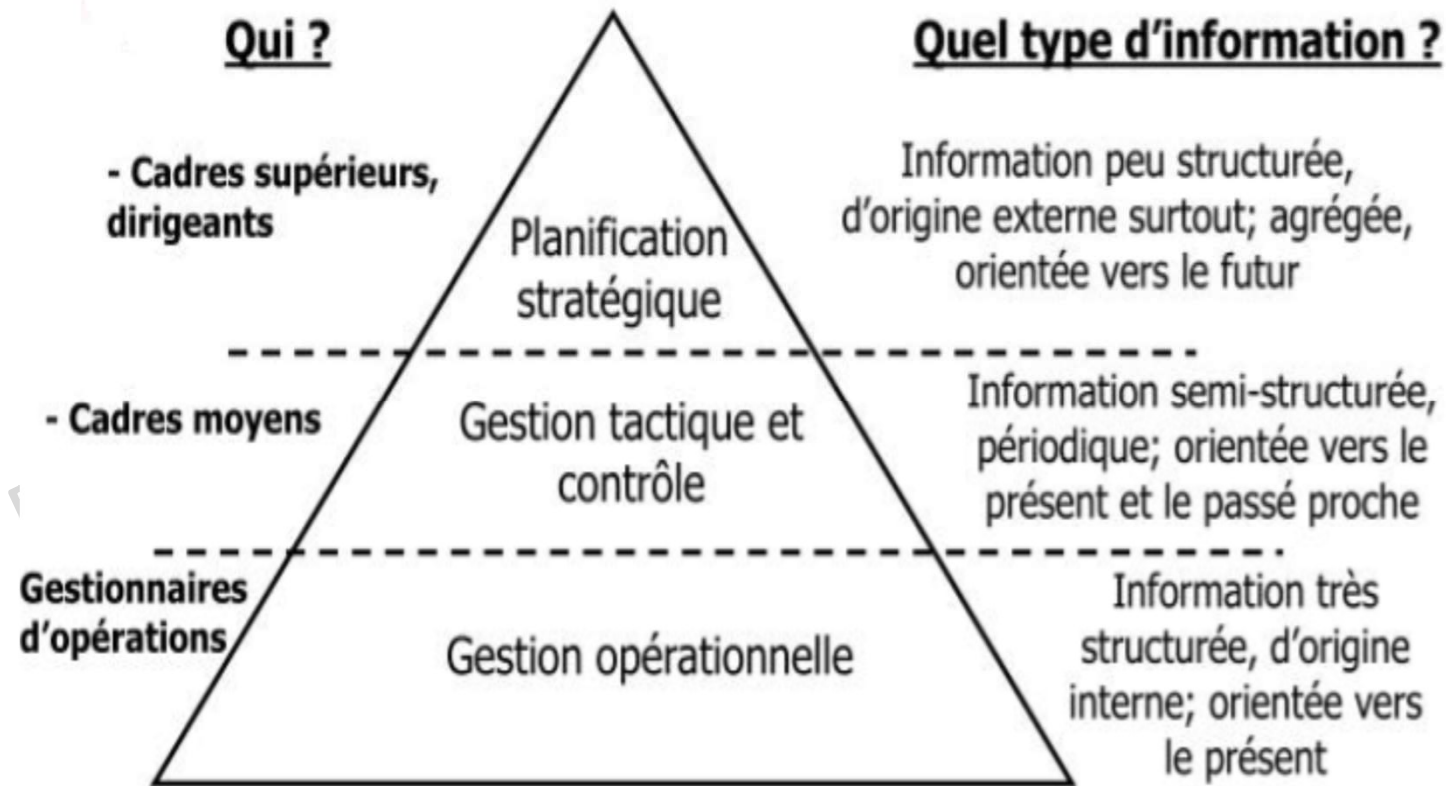 Qui ?
Quel type d'information ?
- Cadres supérieurs,
dirigeants
Planification
stratégique
Information peu structurée,
d'origine externe surtout; agrégée,
orientée vers le futur
- Cadres moyens
Gestion tactique et
contrôle
Information semi-structurée,
périodique; orientée vers le
présent et le passé proche
Gestionnaires
d'opérations
Gestion opérationnelle
Information très
structurée, d'origine
interne; orientée vers
le présent